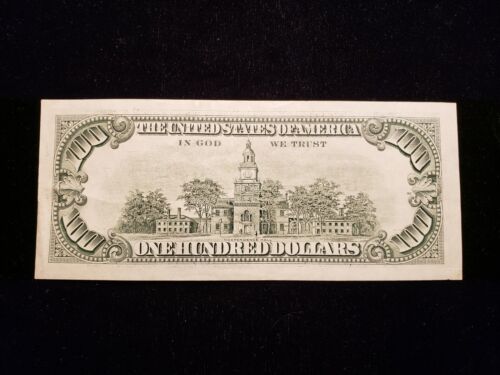 100 THE UNITED STATES OF AMERICA 100
IN GOD WE TRUST
100 ONE HUNDRED DOLLARS 100